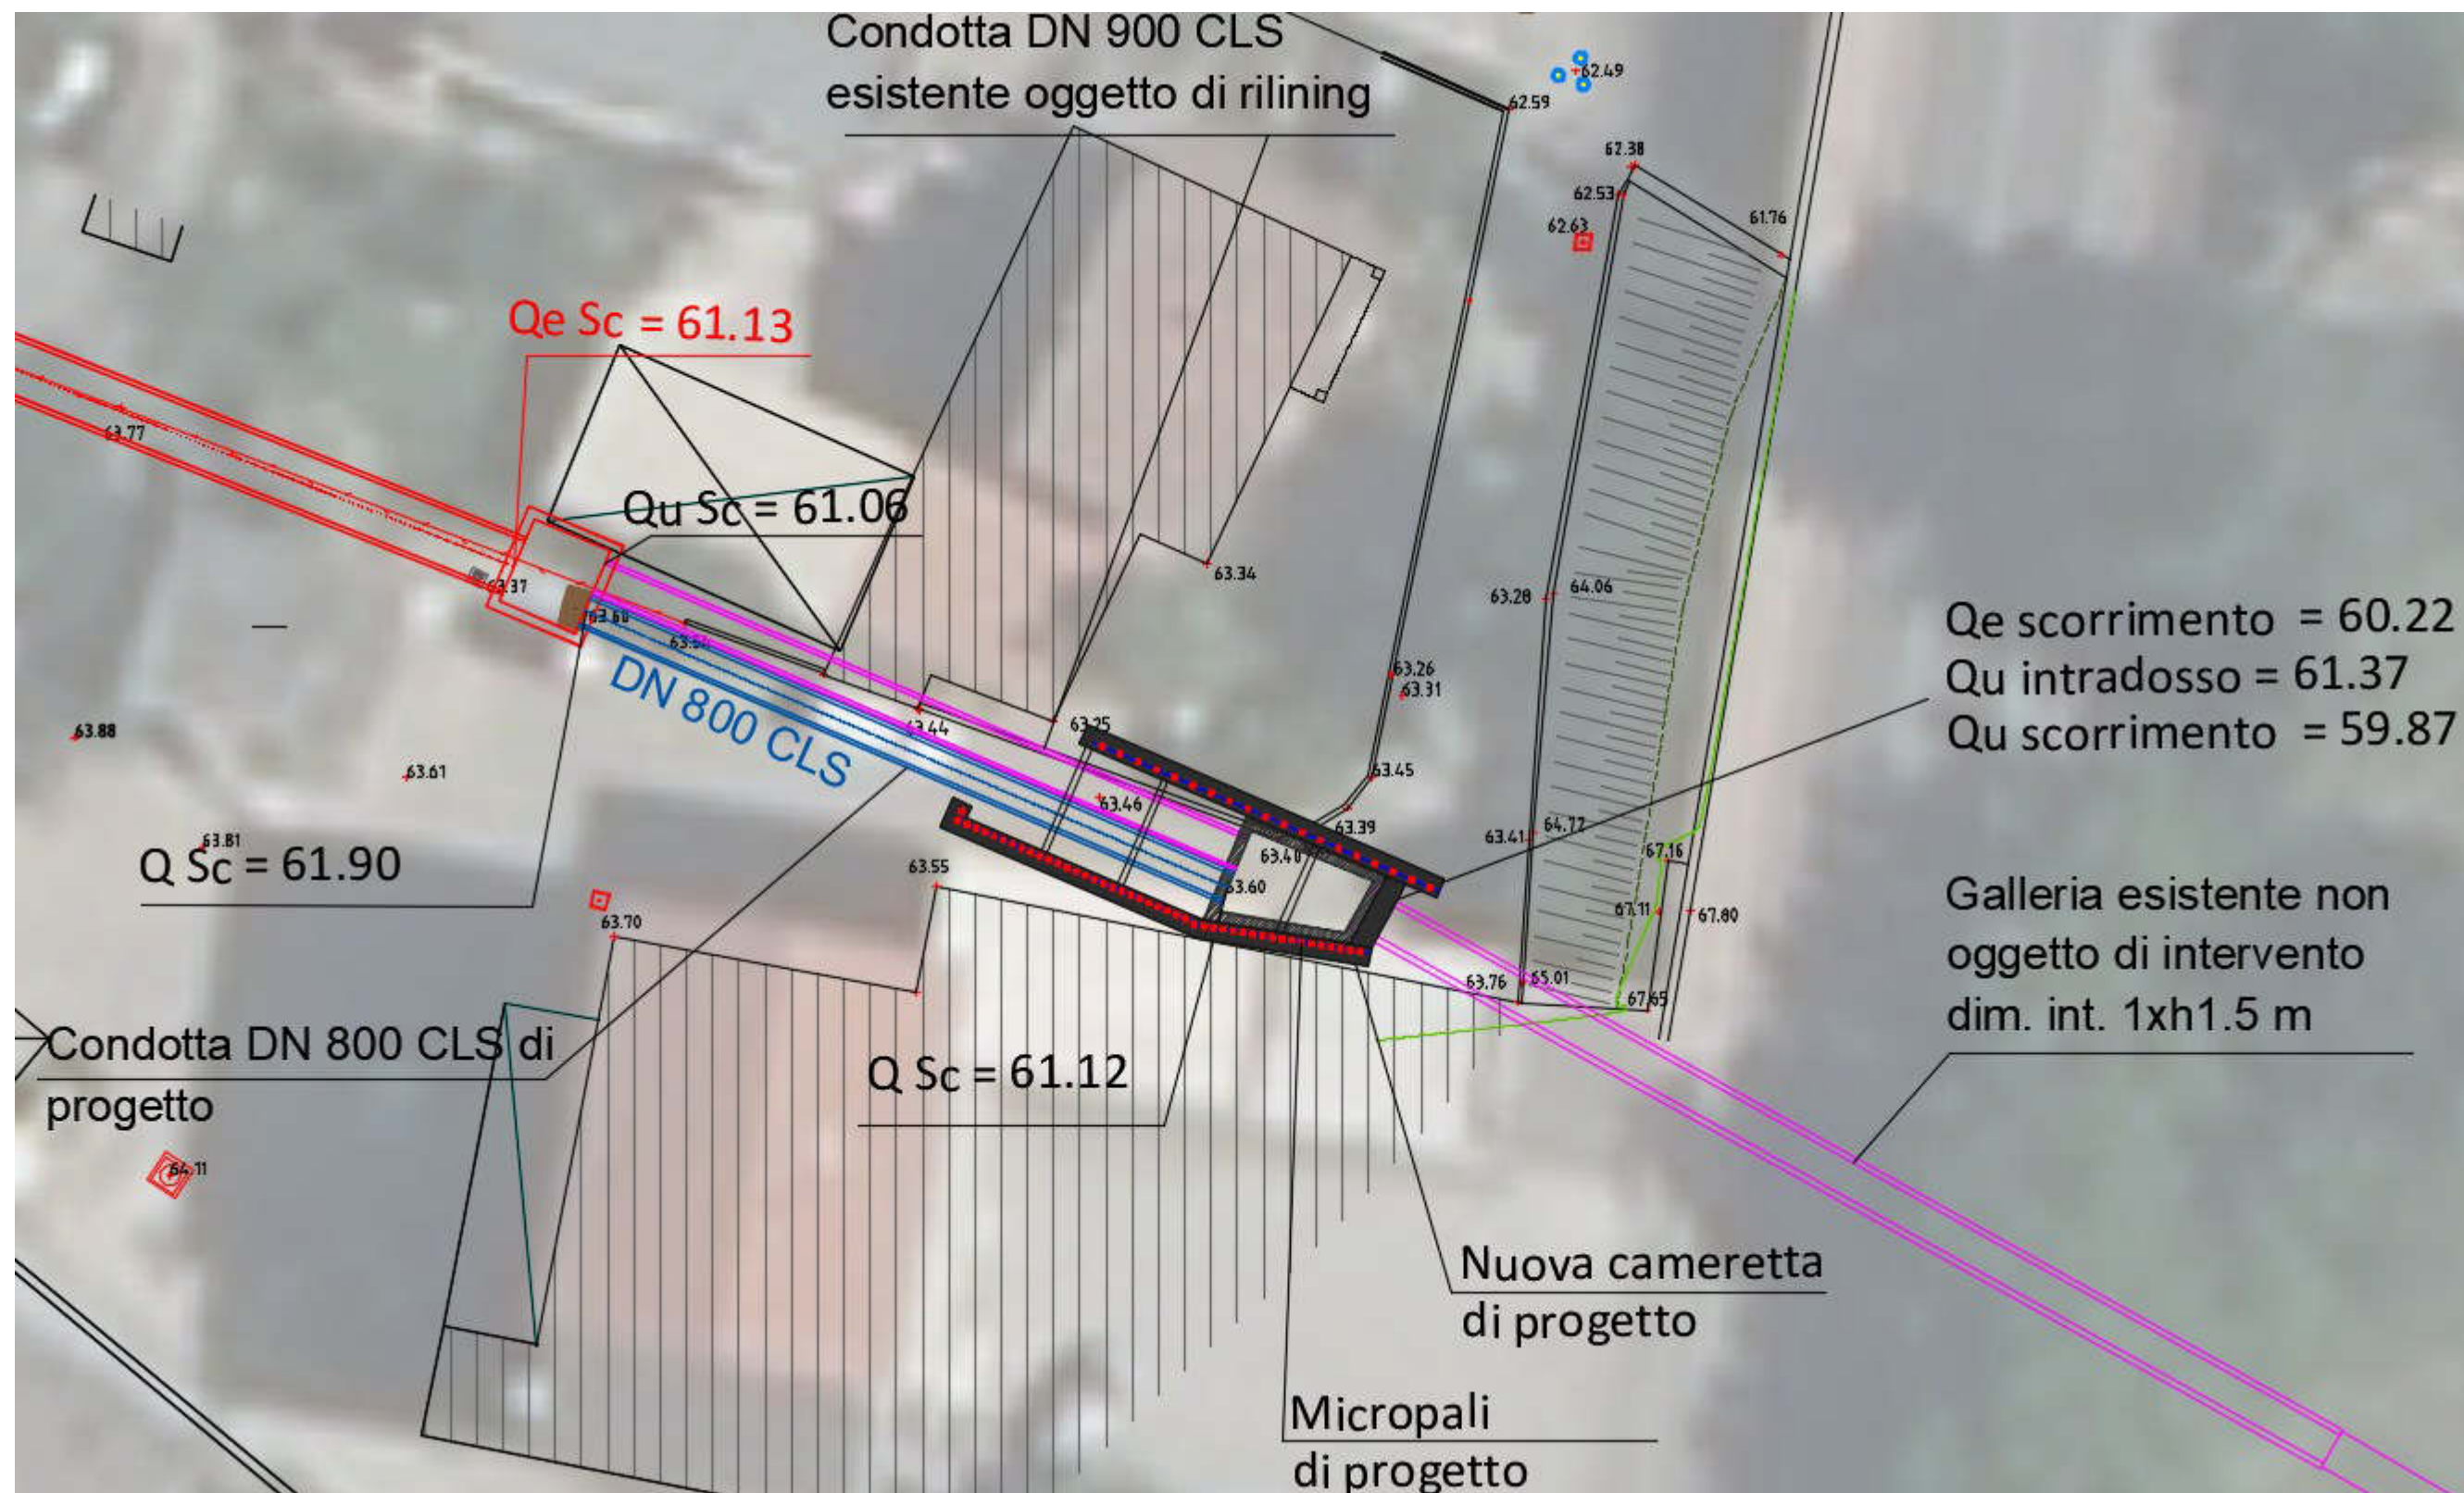 Condotta DN 900 CLS
esistente oggetto di rilining
62.49
62.59
62.38
62.53
61.76
62.63
Qe Sc = 61.13
63.77
Qu Sc = 61.06
63.34
63.37
63.28
64.06
Qe scorrimento = 60.22
Qu intradosso = 61.37
Qu scorrimento = 59.87
63.60
DN 800 CLS
63.26
63.31
63.88
63.44
63.25
63.61
63.45
63.46
63.39
63.41
64.72
63.81
Q Sc = 61.90
63.55
63.40
63.60
67.16
67.11
67.80
Galleria esistente non
oggetto di intervento
dim. int. 1xh1.5 m
63.70
63.76
65.01
67.65
Condotta DN 800 CLS di
progetto
Q Sc = 61.12
64.11
Nuova cameretta
di progetto
Micropali
di progetto